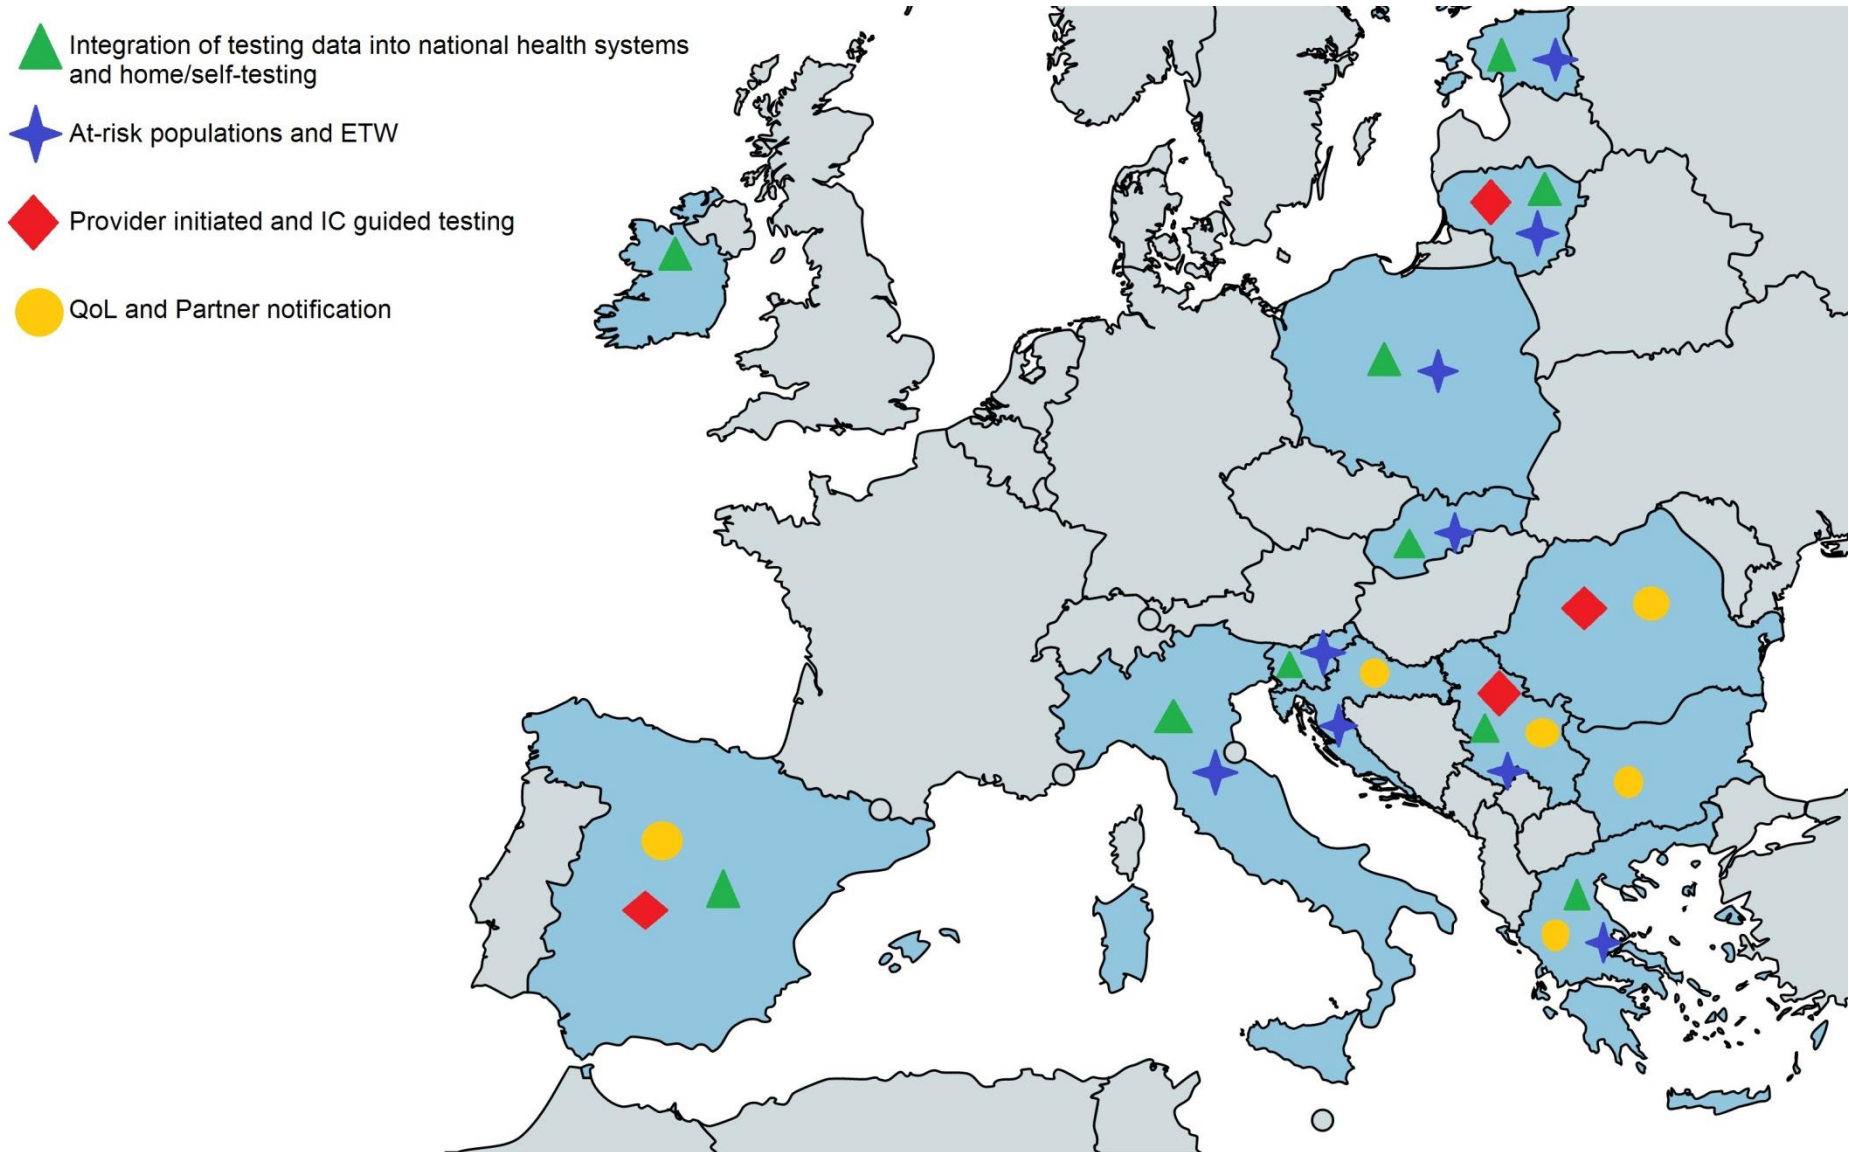 Integration of testing data into national health systems
and home/self-testing
At-risk populations and ETW
Provider initiated and IC guided testing
QoL and Partner notification